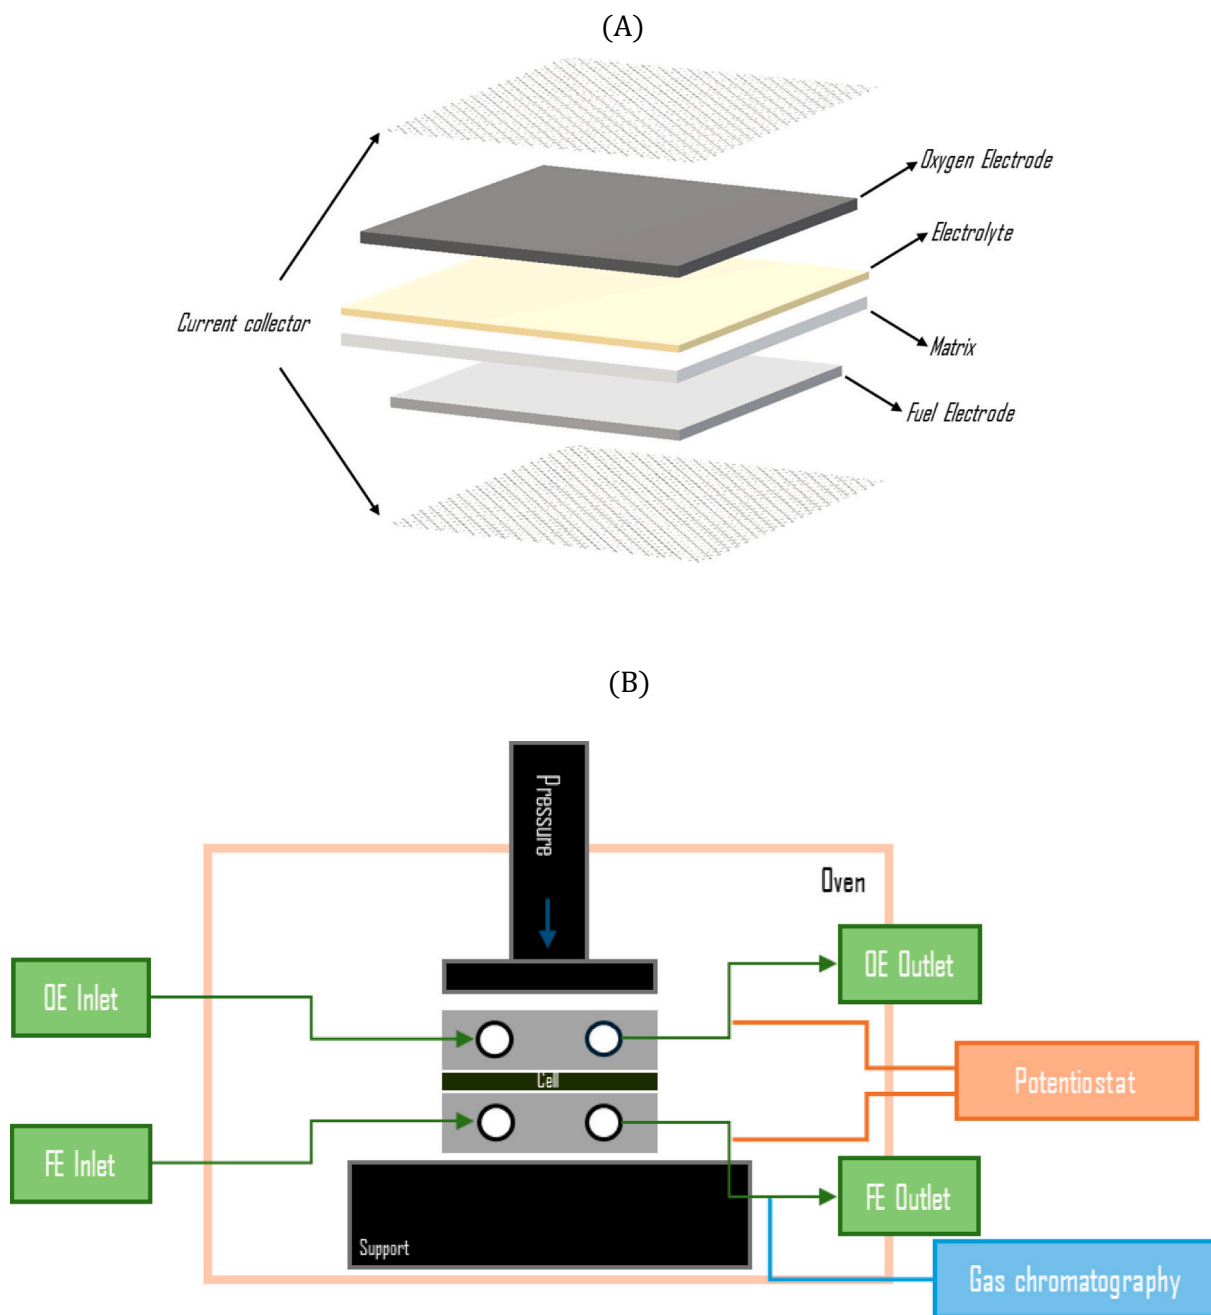 (A)
Oxygen Electrode
Electrolyte
Current collector
Matrix
Fuel Electrode
(B)
Pressure
Oven
OE Inlet
OE Outlet
Cell
Potentiostat
FE Inlet
FE Outlet
Support
Gas chromatography